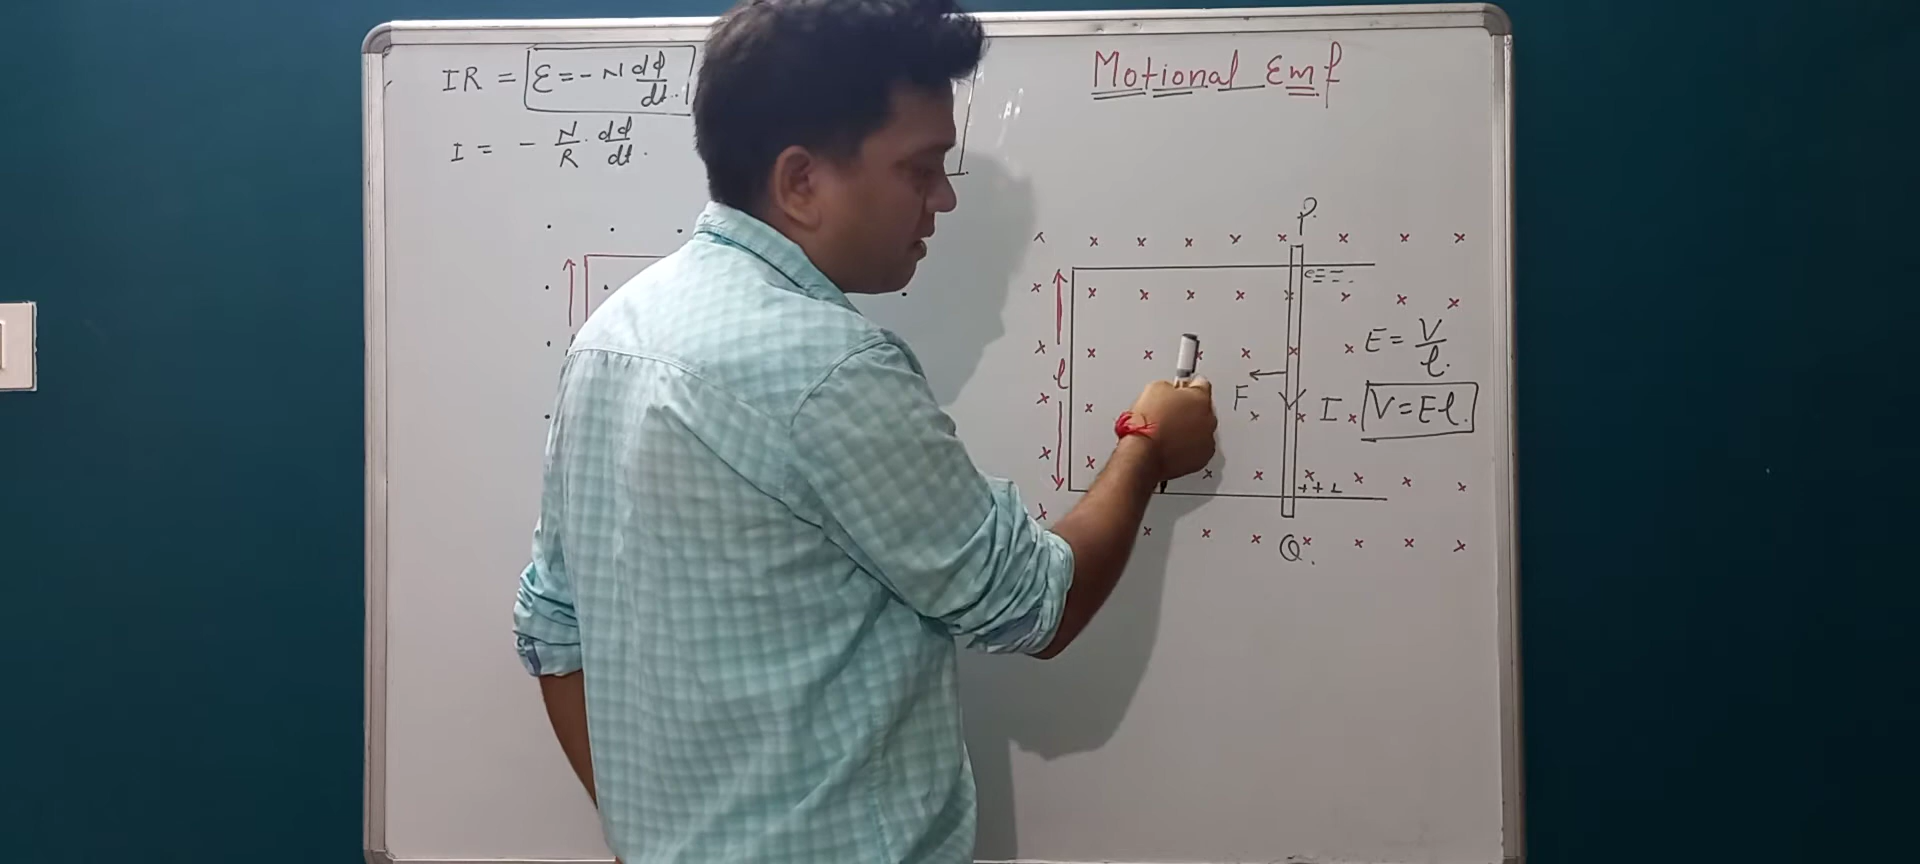 IR = ε = - N dφ/dt.
I = - N/R . dφ/dt.
Motional Emf
P.
e = = -.
l
E = V/l.
F
I
V = El.
+ + +
Q.